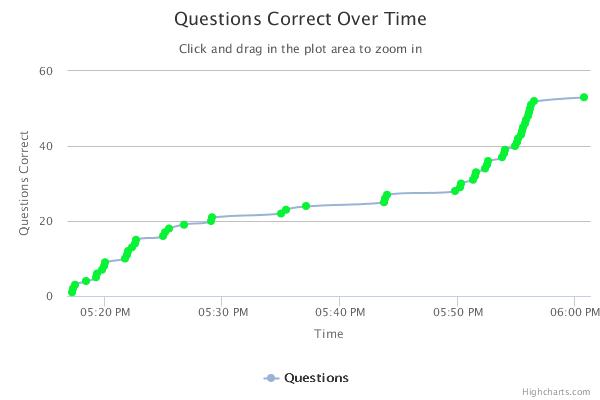 Questions Correct Over Time
Click and drag in the plot area to zoom in
Questions Correct
60
40
20
0
05:20 PM 05:30 PM 05:40 PM 05:50 PM 06:00 PM
Time
Questions
Highcharts.com